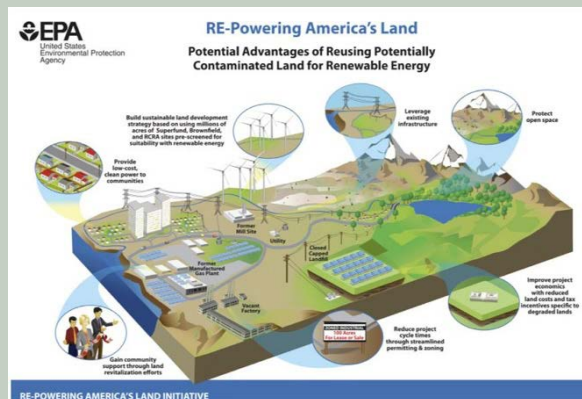 EPA
United States
Environmental Protection
Agency
RE-Powering America's Land
Potential Advantages of Reusing Potentially
Contaminated Land for Renewable Energy
Build sustainable land development
strategy based on using millions of
acres of Superfund, Brownfield,
and RCRA sites pre-screened for
suitability with renewable energy
Leverage
existing
infrastructure
Protect
open space
Provide
low-cost,
clean power to
communities
Former
Mill Site
Utility
Former
Manufactured
Gas Plant
Closed
Capped
Landfill
Vacant
Factory
Improve project
economics
with reduced
land costs and tax
incentives specific to
degraded lands
ZONED INDUSTRIAL
100 Acres
For Lease or Sale
Reduce project
cycle times
through streamlined
permitting & zoning
Gain community
support through land
revitalization efforts
RE-POWERING AMERICA'S LAND INITIATIVE